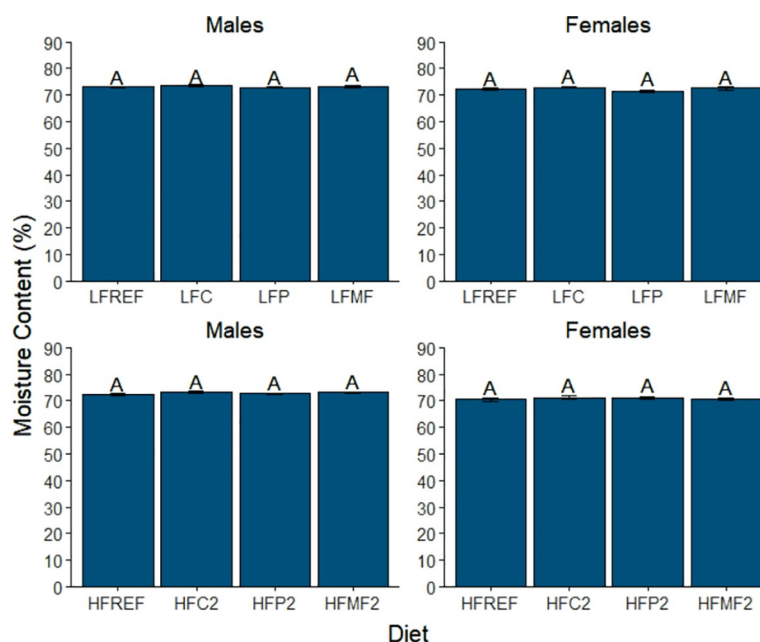 Males
Females
90
80
70
60
50
40
30
20
10
0
A A A A
LFREF LFC LFP LFMF
90
80
70
60
50
40
30
20
10
0
A A A A
LFREF LFC LFP LFMF
Males
Females
90
80
70
60
50
40
30
20
10
0
A A A A
HFREF HFC2 HFP2 HFMF2
90
80
70
60
50
40
30
20
10
0
A A A A
HFREF HFC2 HFP2 HFMF2
Moisture Content (%)
Diet